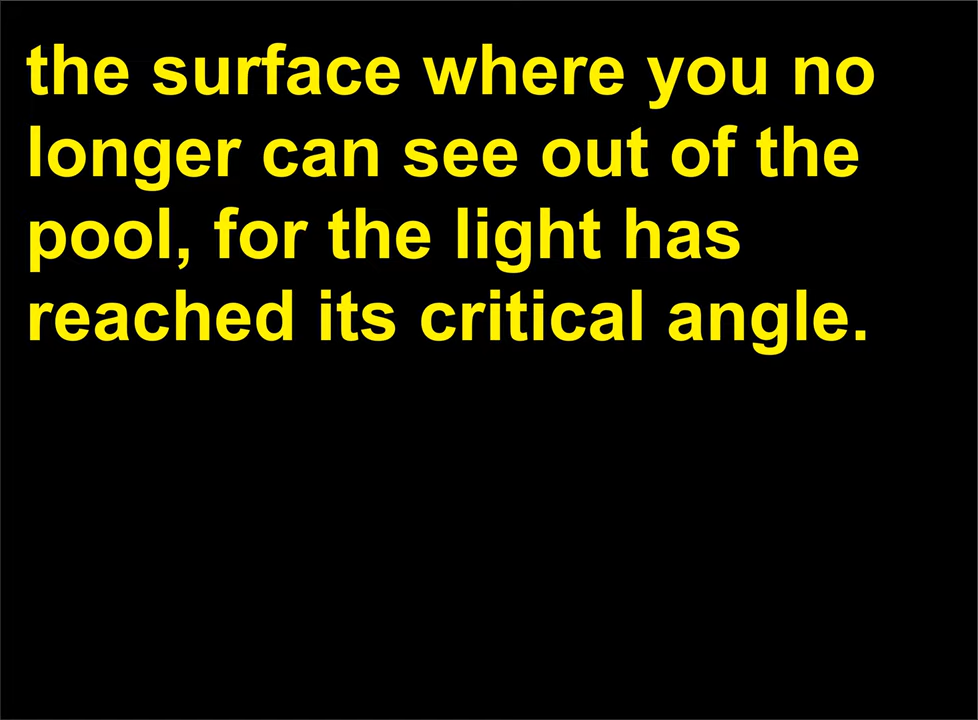 the surface where you no
longer can see out of the
pool, for the light has
reached its critical angle.